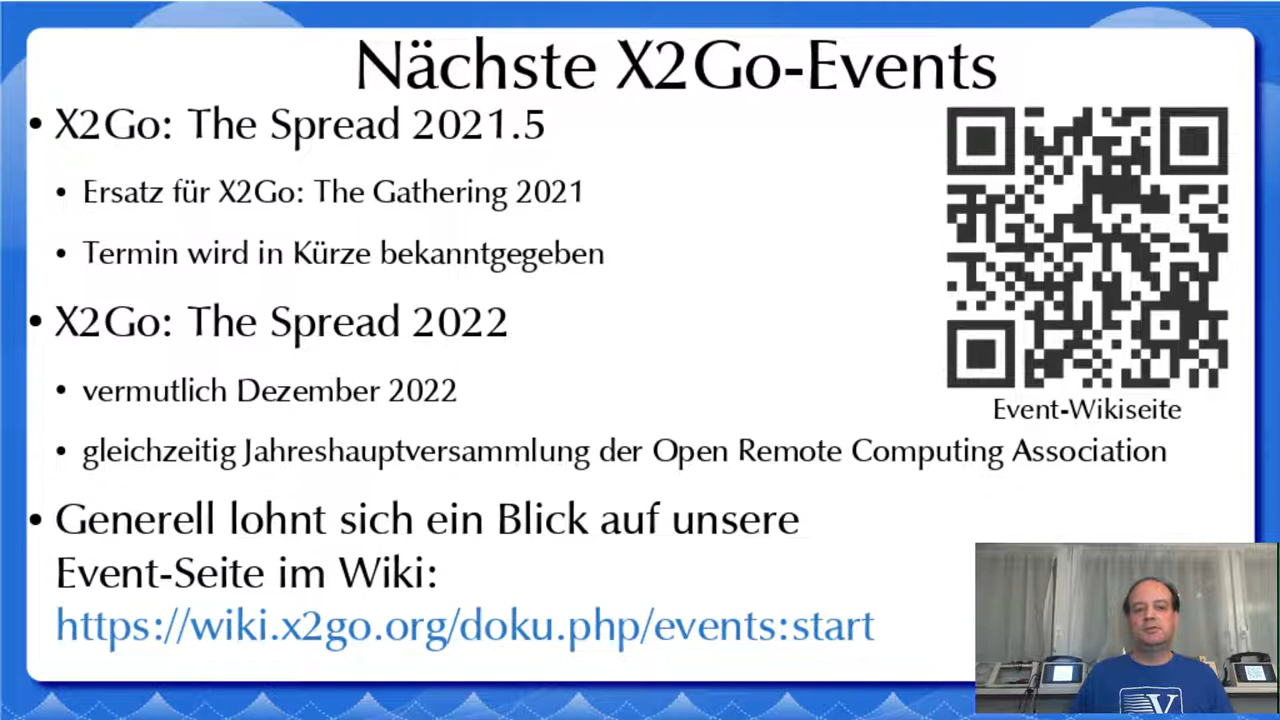 Nächste X2Go-Events
• X2Go: The Spread 2021.5
• Ersatz für X2Go: The Gathering 2021
• Termin wird in Kürze bekanntgegeben
• X2Go: The Spread 2022
• vermutlich Dezember 2022
Event-Wikiseite
• gleichzeitig Jahreshauptversammlung der Open Remote Computing Association
• Generell lohnt sich ein Blick auf unsere
Event-Seite im Wiki:
https://wiki.x2go.org/doku.php/events:start
V